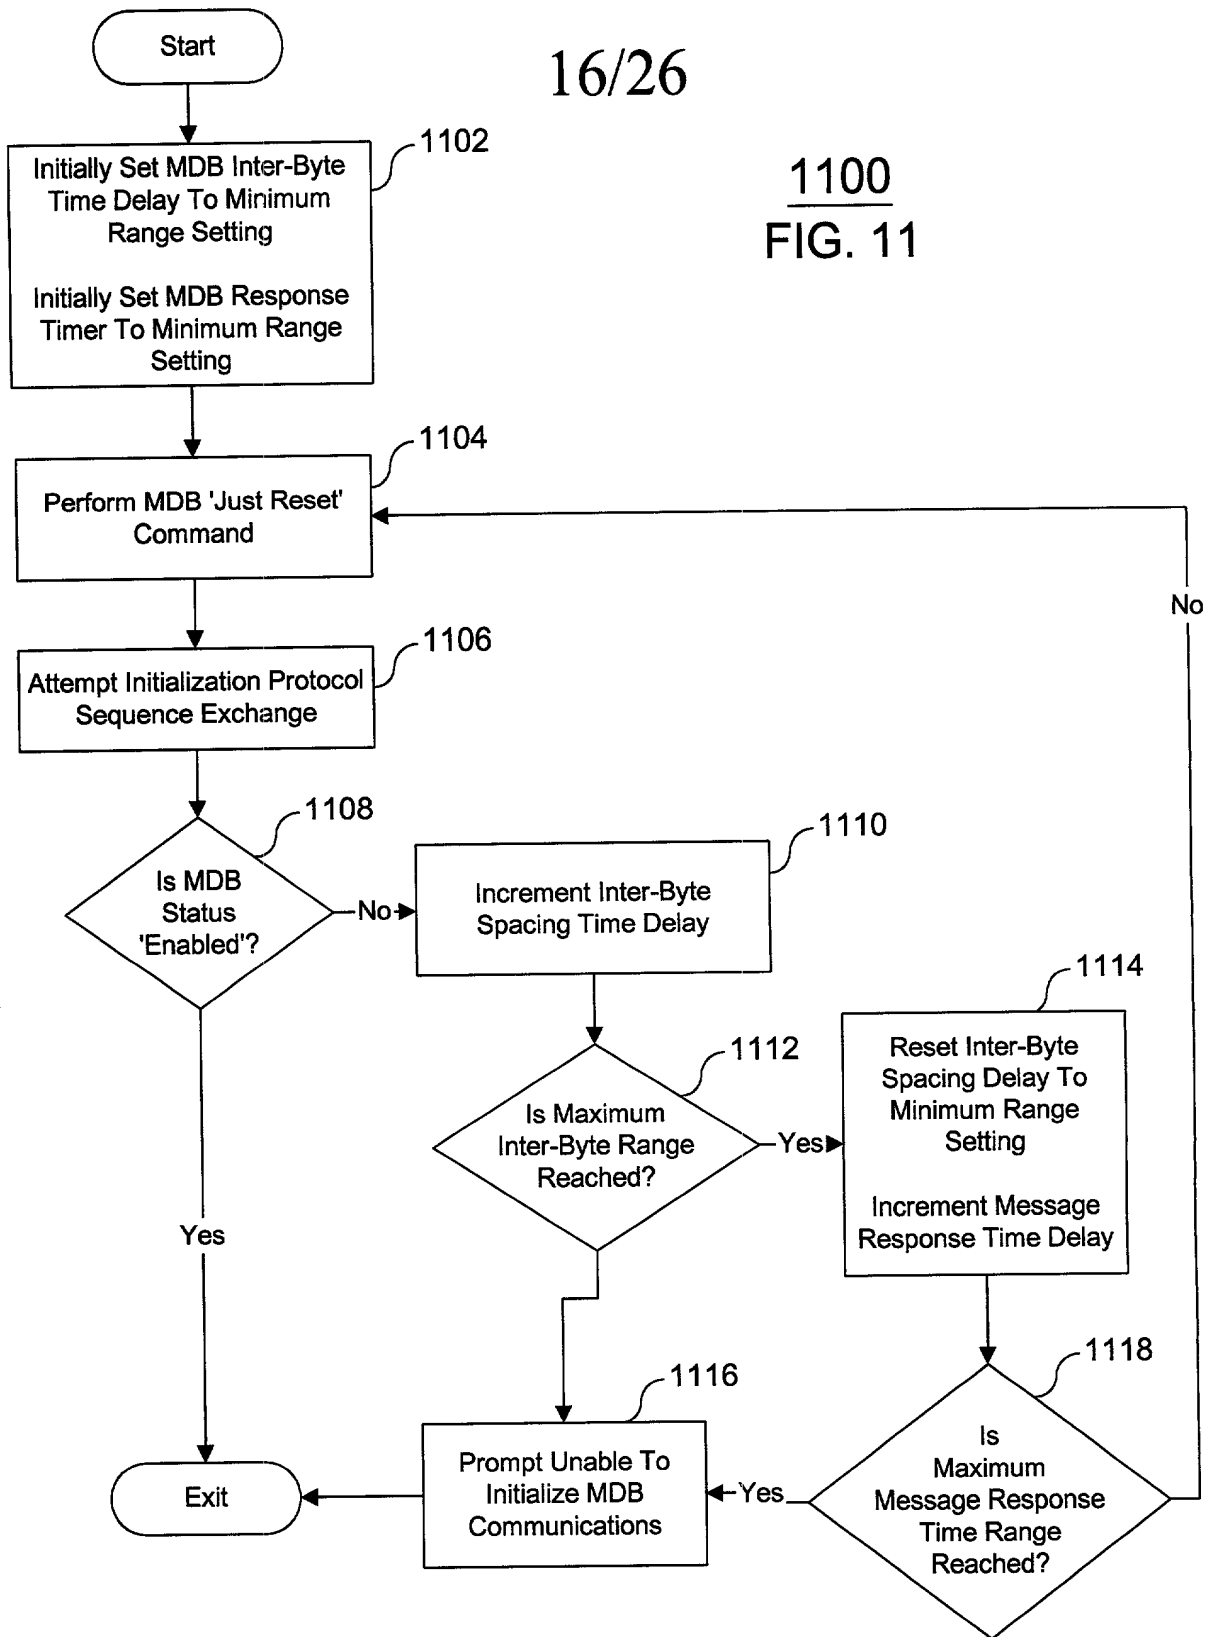 Start
16/26
1102
1100
FIG. 11
Initially Set MDB Inter-Byte
Time Delay To Minimum
Range Setting
Initially Set MDB Response
Timer To Minimum Range
Setting
1104
Perform MDB 'Just Reset'
Command
No
1106
Attempt Initialization Protocol
Sequence Exchange
1108
Is MDB
Status
'Enabled'?
No
1110
Increment Inter-Byte
Spacing Time Delay
1112
Is Maximum
Inter-Byte Range
Reached?
Yes
1114
Reset Inter-Byte
Spacing Delay To
Minimum Range
Setting
Increment Message
Response Time Delay
Yes
1116
Prompt Unable To
Initialize MDB
Communications
Yes
1118
Is
Maximum
Message Response
Time Range
Reached?
Exit